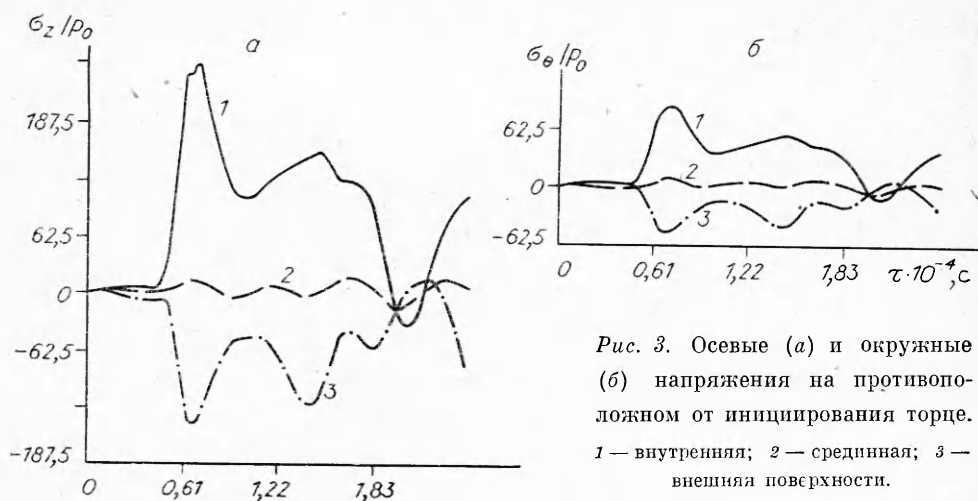 σz/p0
а
187,5
62,5
0
-62,5
-187,5
1
2
3
0
0,61
1,22
1,83
б
σθ/p0
62,5
0
-62,5
1
2
3
0
0,61
1,22
1,83
τ·10⁻⁴,с
Рис. 3. Осевые (а) и окружные
(б) напряжения на противопо-
ложном от инициирования торце.
1 — внутренняя; 2 — срединная; 3 —
внешняя поверхности.